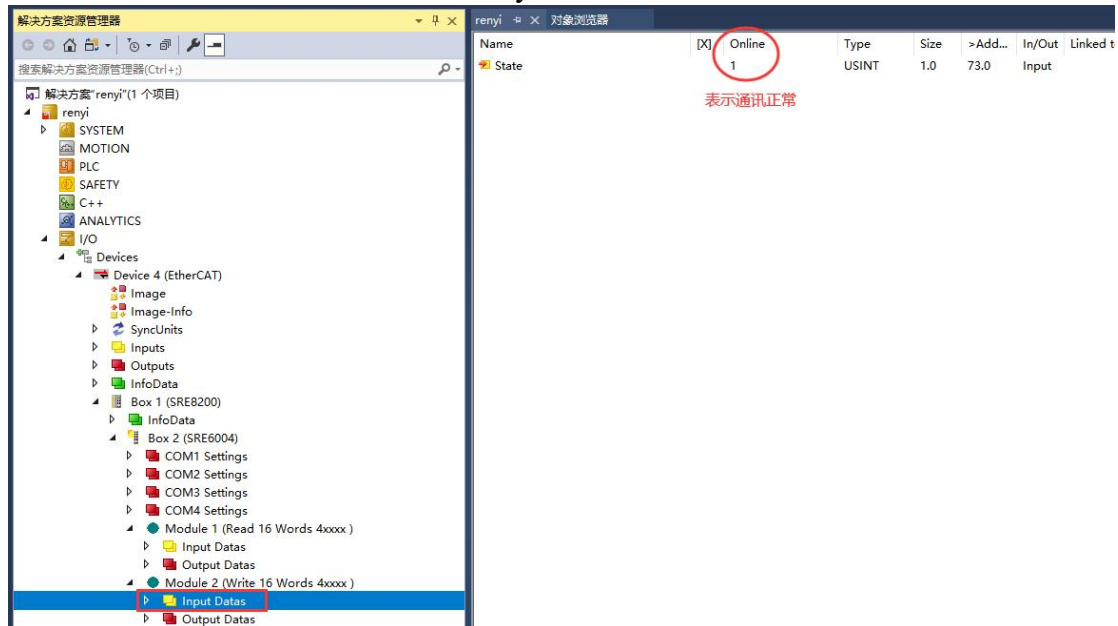 解决方案资源管理器
搜索解决方案资源管理器(Ctrl+;)
解决方案"renyi"(1 个项目)
renyi
SYSTEM
MOTION
PLC
SAFETY
C++
ANALYTICS
I/O
Devices
Device 4 (EtherCAT)
Image
Image-Info
SyncUnits
Inputs
Outputs
InfoData
Box 1 (SRE8200)
InfoData
Box 2 (SRE6004)
COM1 Settings
COM2 Settings
COM3 Settings
COM4 Settings
Module 1 (Read 16 Words 4xxxx )
Input Datas
Output Datas
Module 2 (Write 16 Words 4xxxx )
Input Datas
Output Datas
renyi 对象浏览器
Name [X] Online Type Size >Add... In/Out Linked t
State 1 USINT 1.0 73.0 Input
表示通讯正常